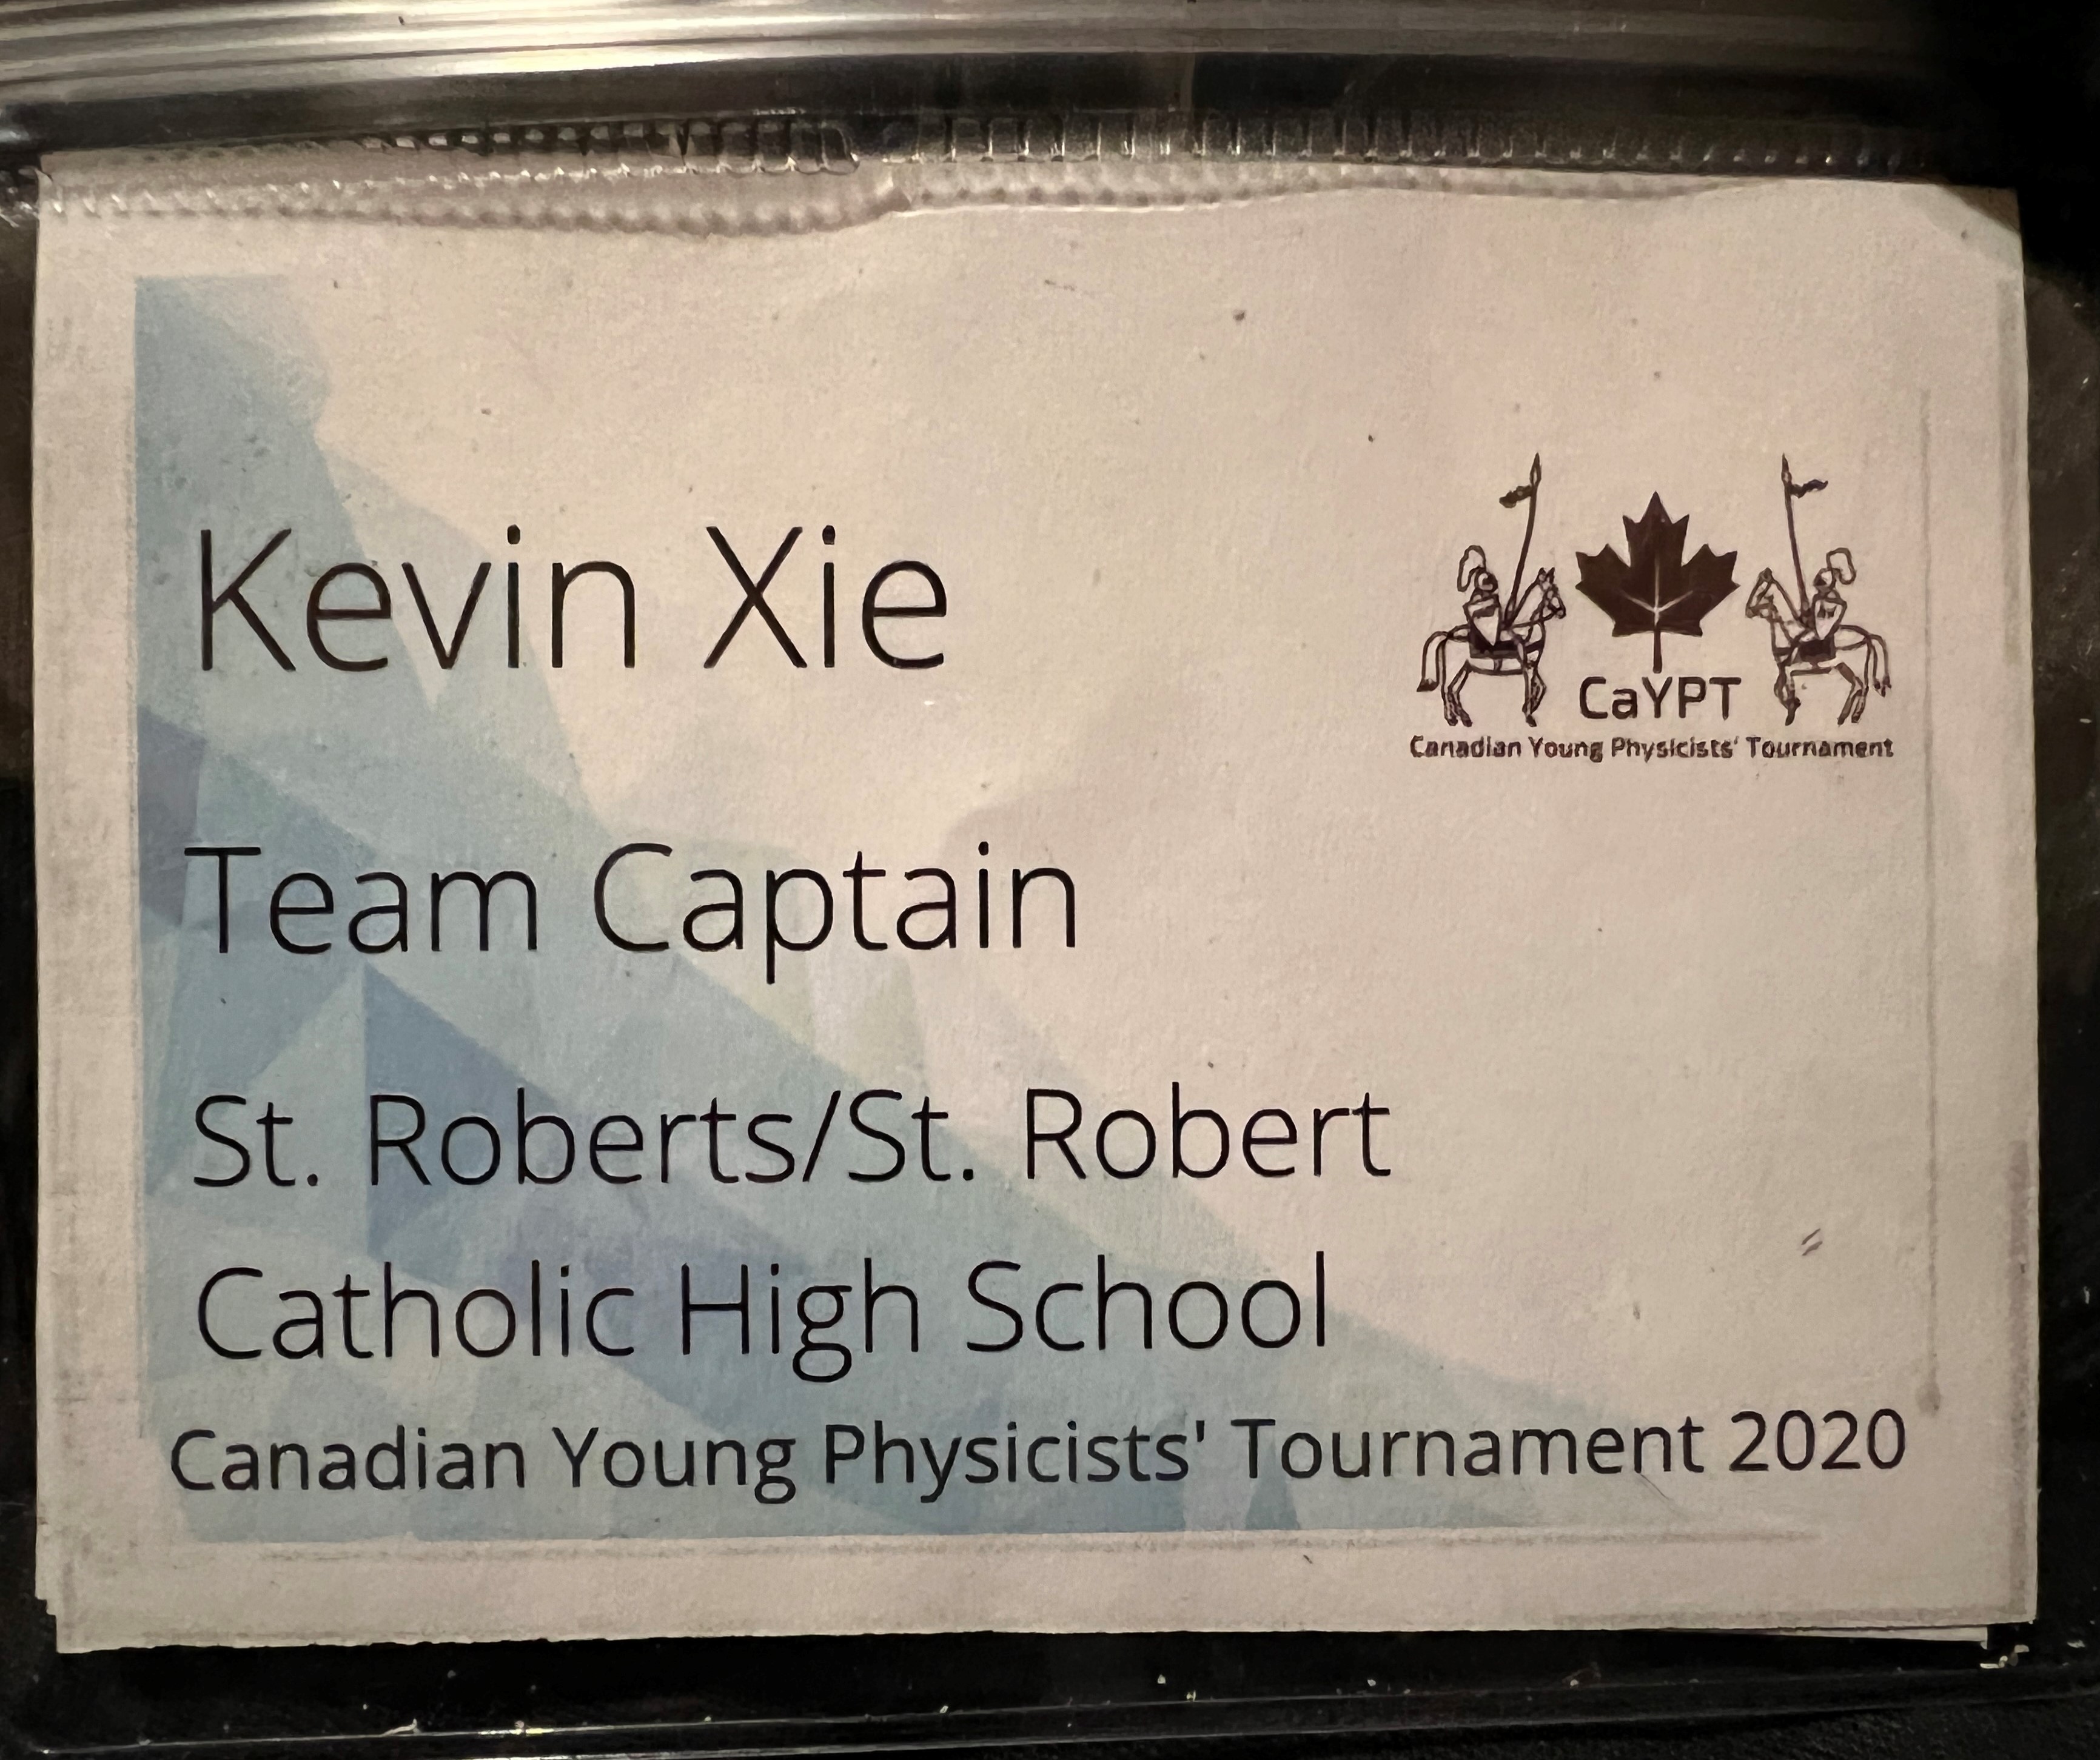 Kevin Xie
CaYPT
Canadian Young Physicists' Tournament
Team Captain
St. Roberts/St. Robert
Catholic High School
Canadian Young Physicists' Tournament 2020